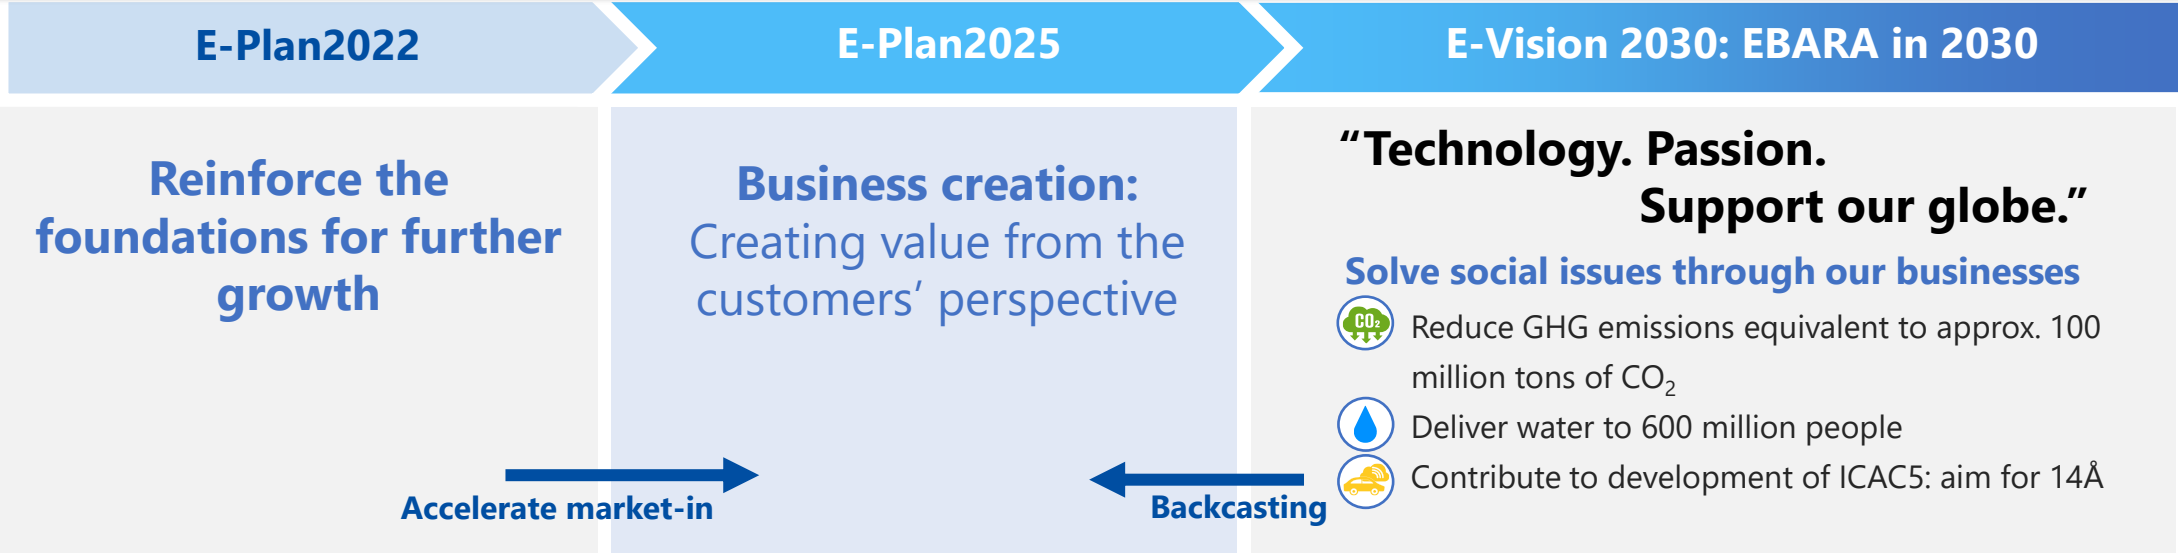 E-Plan2022
E-Plan2025
E-Vision 2030: EBARA in 2030
Reinforce the
foundations for further
growth
Business creation:
Creating value from the
customers’ perspective
“Technology. Passion.
Support our globe.”
Solve social issues through our businesses
CO₂
Reduce GHG emissions equivalent to approx. 100
million tons of CO₂
Deliver water to 600 million people
Contribute to development of ICAC5: aim for 14Å
Accelerate market-in
Backcasting